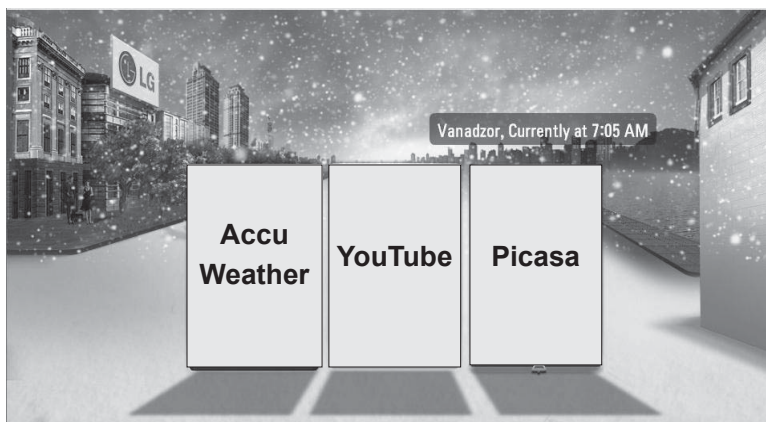 LG
Vanadzor, Currently at 7:05 AM
Accu
Weather
YouTube
Picasa